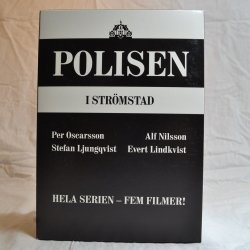 POLISEN
I STRÖMSTAD
Per Oscarsson Alf Nilsson
Stefan Ljungqvist Evert Lindkvist
HELA SERIEN – FEM FILMER!